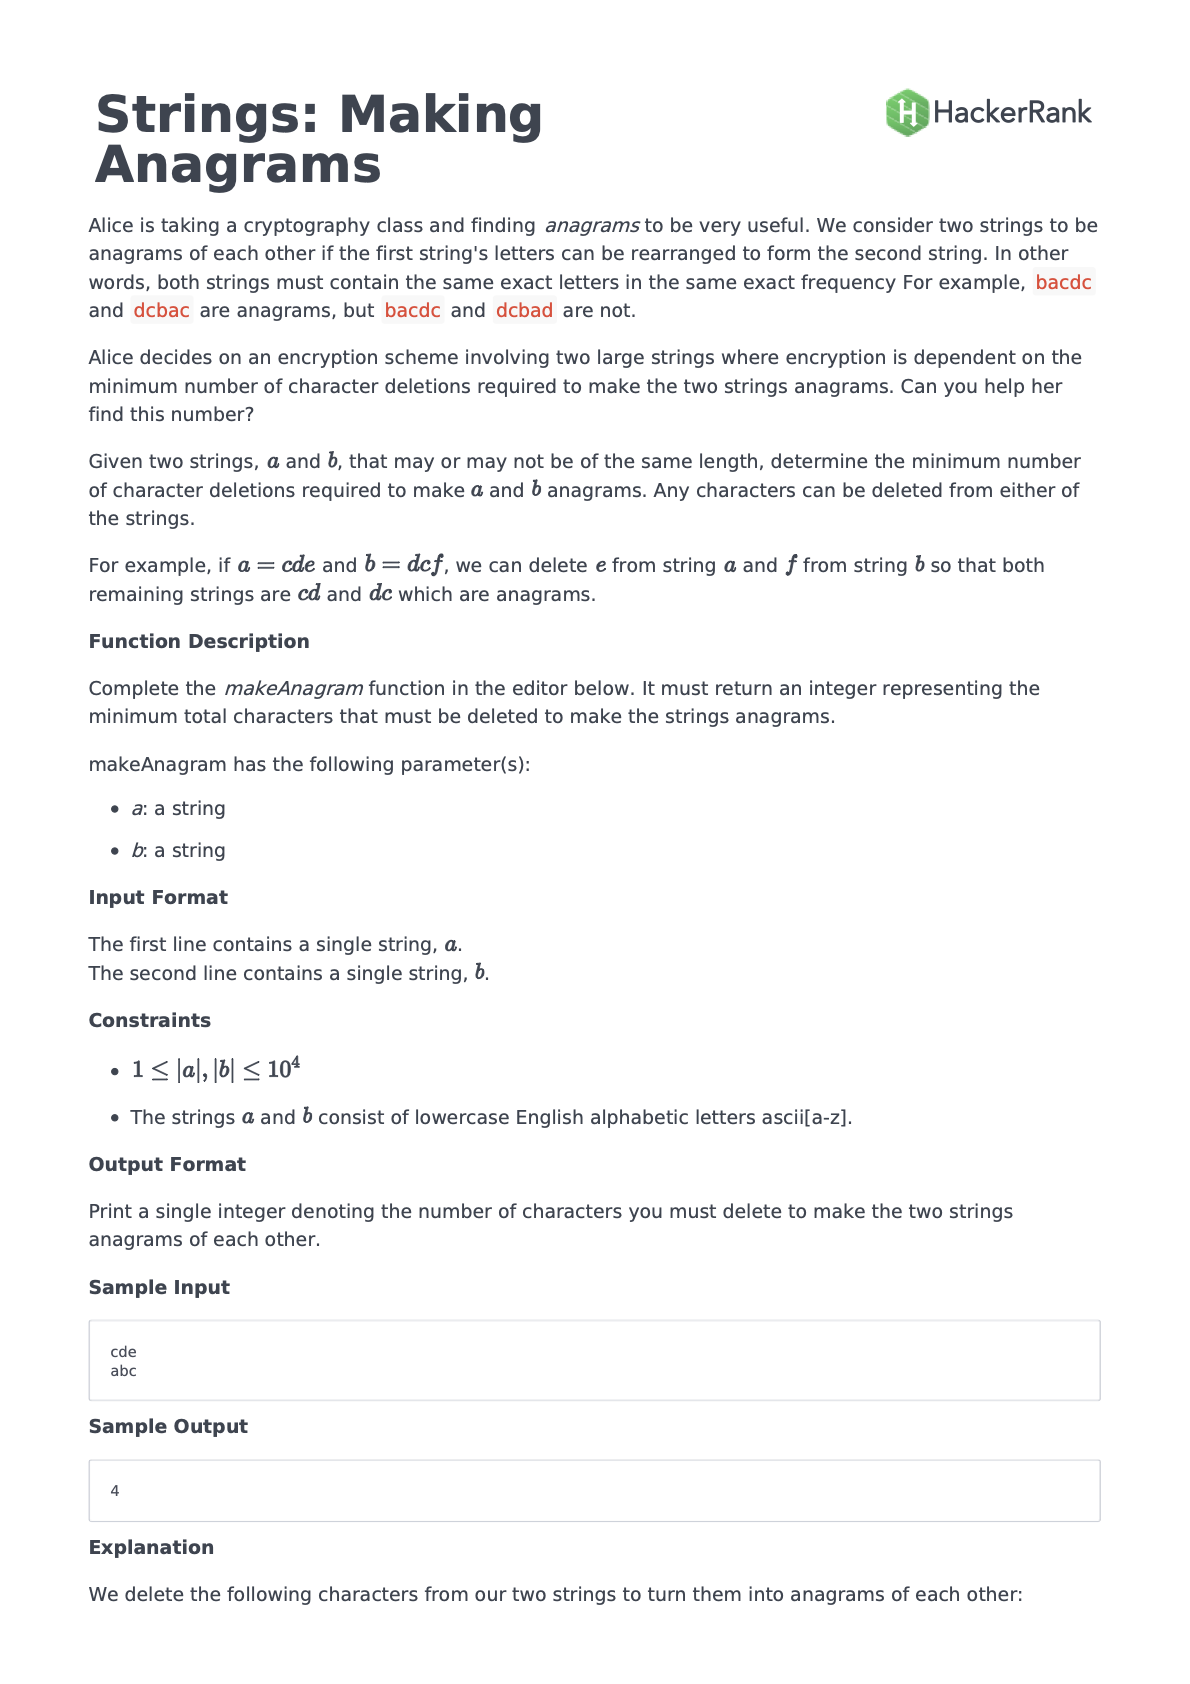 Strings: Making
Anagrams
HackerRank
Alice is taking a cryptography class and finding anagrams to be very useful. We consider two strings to be
anagrams of each other if the first string's letters can be rearranged to form the second string. In other
words, both strings must contain the same exact letters in the same exact frequency For example, bacdc
and dcbac are anagrams, but bacdc and dcbad are not.
Alice decides on an encryption scheme involving two large strings where encryption is dependent on the
minimum number of character deletions required to make the two strings anagrams. Can you help her
find this number?
Given two strings, a and b, that may or may not be of the same length, determine the minimum number
of character deletions required to make a and b anagrams. Any characters can be deleted from either of
the strings.
For example, if a = cde and b = dcf, we can delete e from string a and f from string b so that both
remaining strings are cd and dc which are anagrams.
Function Description
Complete the makeAnagram function in the editor below. It must return an integer representing the
minimum total characters that must be deleted to make the strings anagrams.
makeAnagram has the following parameter(s):
• a: a string
• b: a string
Input Format
The first line contains a single string, a.
The second line contains a single string, b.
Constraints
• 1 ≤ |a|, |b| ≤ 10⁴
• The strings a and b consist of lowercase English alphabetic letters ascii[a-z].
Output Format
Print a single integer denoting the number of characters you must delete to make the two strings
anagrams of each other.
Sample Input
cde
abc
Sample Output
4
Explanation
We delete the following characters from our two strings to turn them into anagrams of each other: